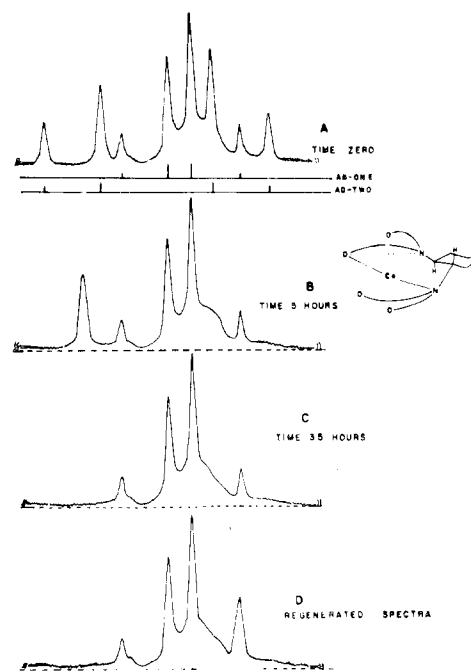 A
TIME ZERO
AB-ONE
AB-TWO
B
TIME 5 HOURS
O
O
O
O
N
N
Co
H
H
C
TIME 35 HOURS
D
REGENERATED SPECTRA